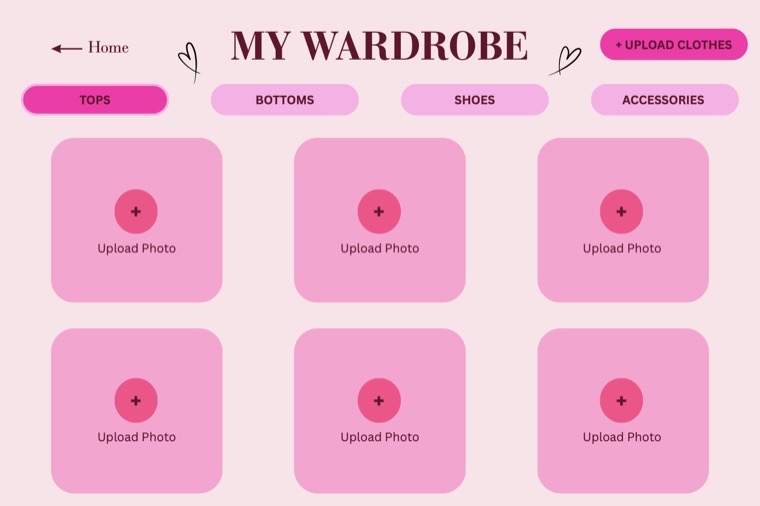 Home
MY WARDROBE
+ UPLOAD CLOTHES
TOPS
BOTTOMS
SHOES
ACCESSORIES
+
Upload Photo
+
Upload Photo
+
Upload Photo
+
Upload Photo
+
Upload Photo
+
Upload Photo